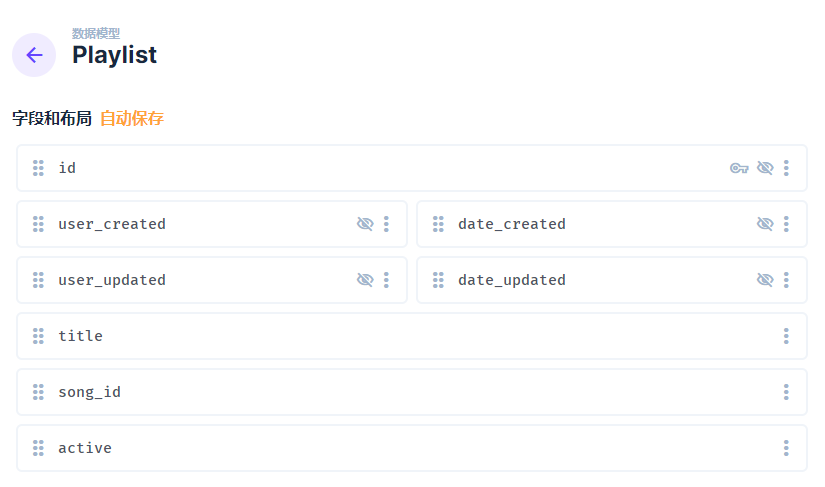 数据模型
Playlist
字段和布局 自动保存
id
user_created date_created
user_updated date_updated
title
song_id
active